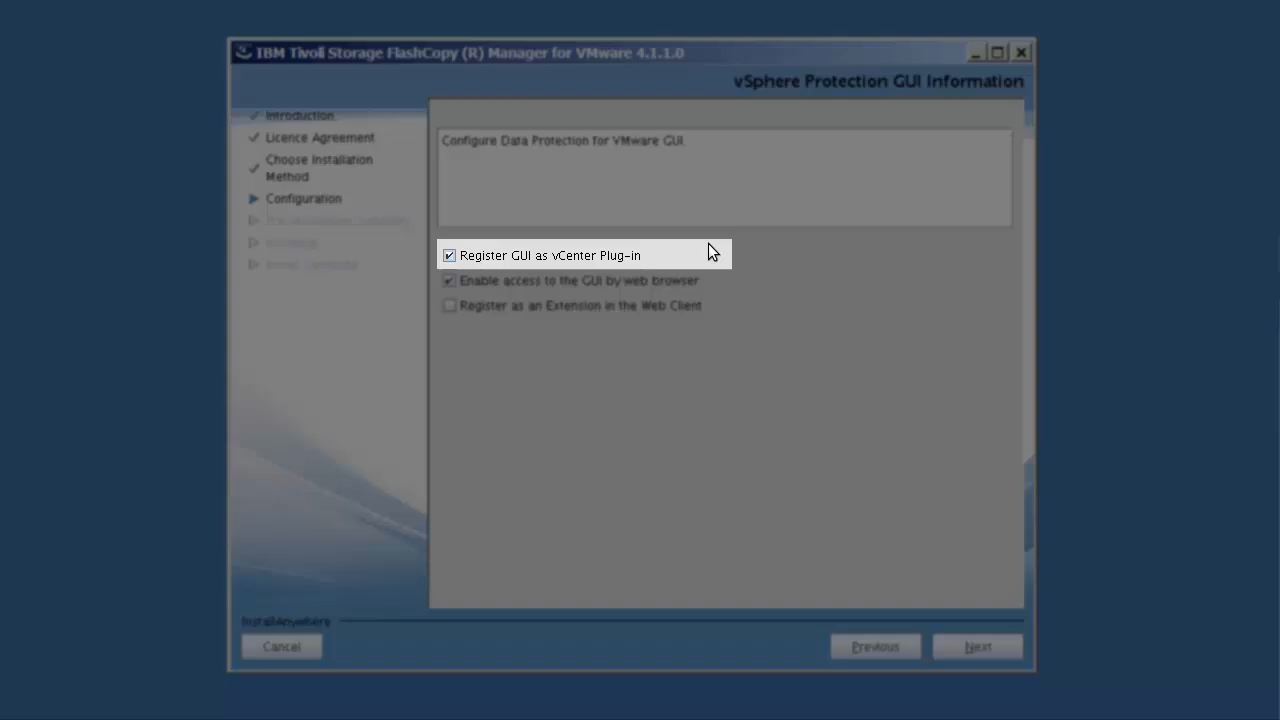 IBM Tivoli Storage FlashCopy (R) Manager for VMware 4.1.1.0
vSphere Protection GUI Information
Introduction
Licence Agreement
Choose Installation
Method
Configuration
Configure Data Protection for VMware GUI.
Register GUI as vCenter Plug-in
Enable access to the GUI by web browser
Register as an Extension in the Web Client
InstallAnywhere
Cancel
Previous
Next